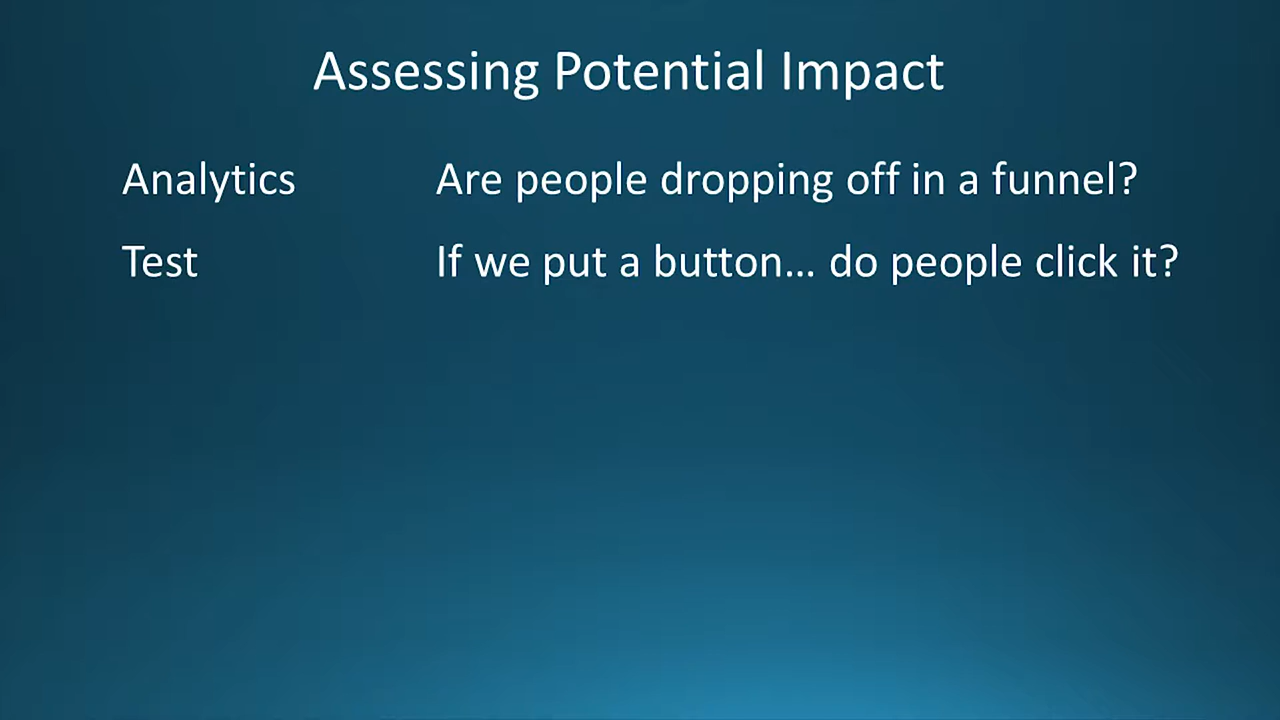 Assessing Potential Impact
Analytics Are people dropping off in a funnel?
Test If we put a button... do people click it?